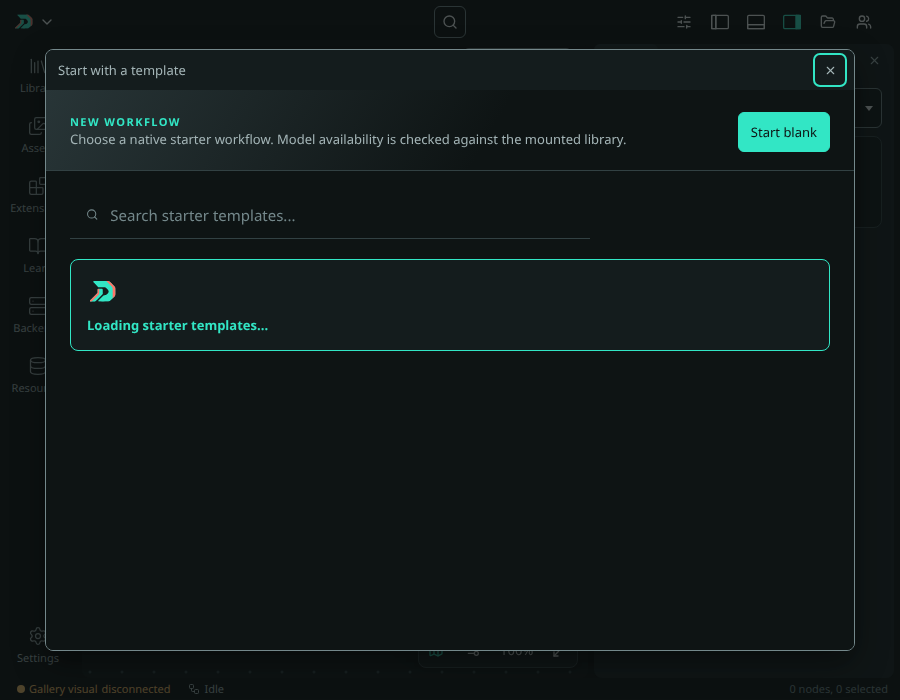 Start with a template
NEW WORKFLOW
Choose a native starter workflow. Model availability is checked against the mounted library.
Start blank
Search starter templates...
Loading starter templates...
Settings
100%
Gallery visual disconnected
Idle
0 nodes, 0 selected